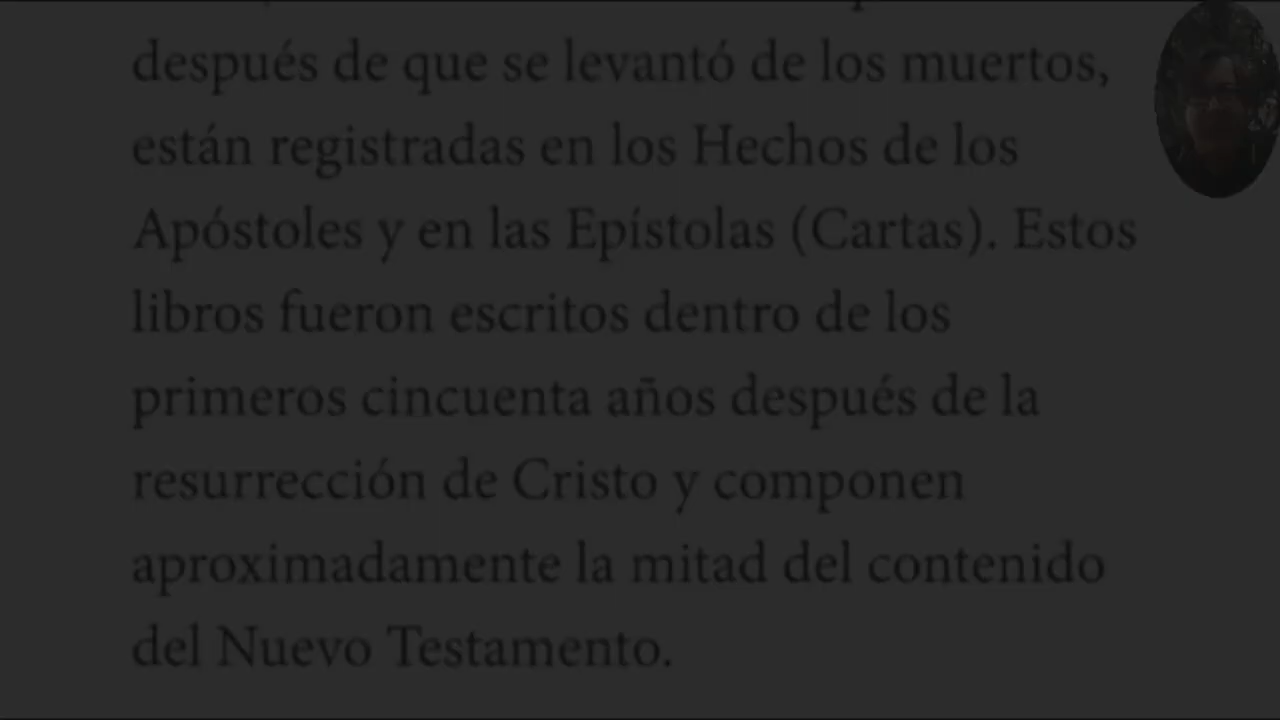 después de que se levantó de los muertos,
están registradas en los Hechos de los
Apóstoles y en las Epístolas (Cartas). Estos
libros fueron escritos dentro de los
primeros cincuenta años después de la
resurrección de Cristo y componen
aproximadamente la mitad del contenido
del Nuevo Testamento.